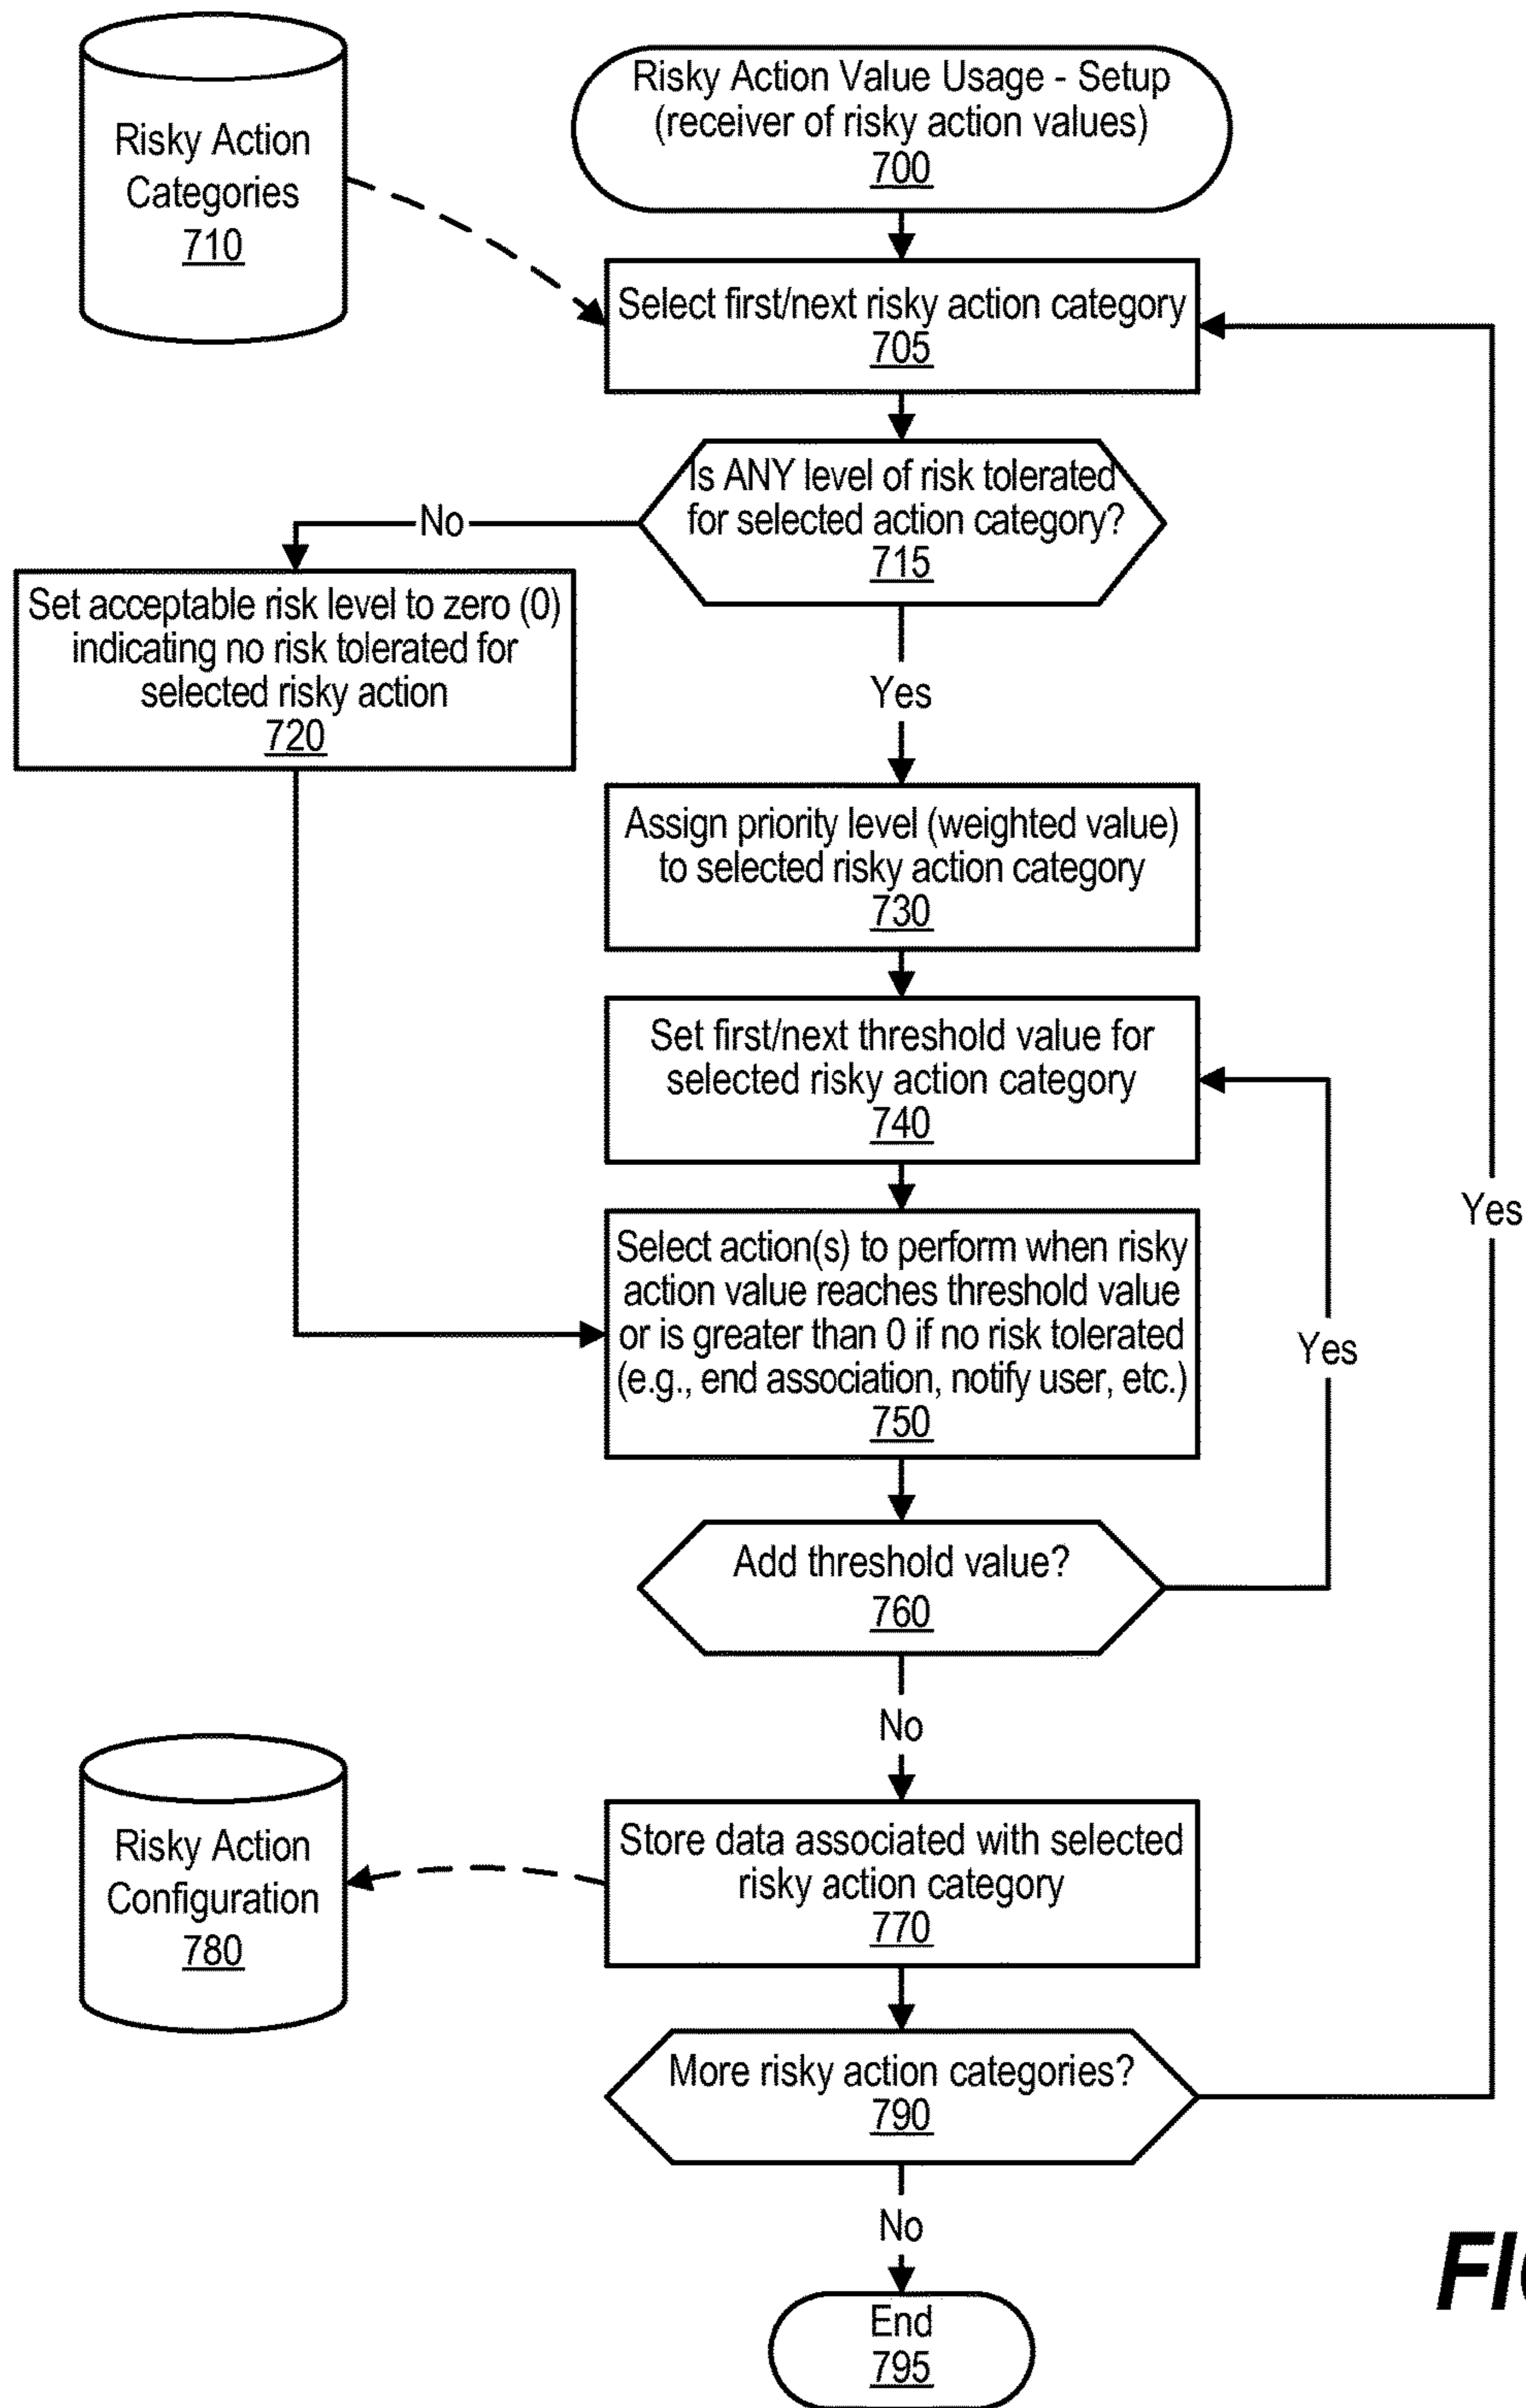 Risky Action
Categories
710
Risky Action Value Usage - Setup
(receiver of risky action values)
700
Select first/next risky action category
705
Is ANY level of risk tolerated
for selected action category?
715
No
Set acceptable risk level to zero (0)
indicating no risk tolerated for
selected risky action
720
Yes
Assign priority level (weighted value)
to selected risky action category
730
Set first/next threshold value for
selected risky action category
740
Select action(s) to perform when risky
action value reaches threshold value
or is greater than 0 if no risk tolerated
(e.g., end association, notify user, etc.)
750
Yes
Yes
Add threshold value?
760
No
Risky Action
Configuration
780
Store data associated with selected
risky action category
770
More risky action categories?
790
No
End
795